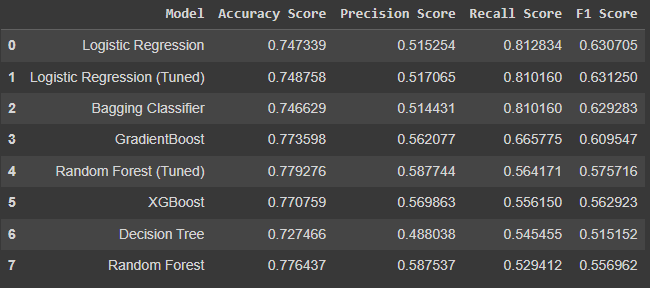 Model Accuracy Score Precision Score Recall Score F1 Score
0 Logistic Regression 0.747339 0.515254 0.812834 0.630705
1 Logistic Regression (Tuned) 0.748758 0.517065 0.810160 0.631250
2 Bagging Classifier 0.746629 0.514431 0.810160 0.629283
3 GradientBoost 0.773598 0.562077 0.665775 0.609547
4 Random Forest (Tuned) 0.779276 0.587744 0.564171 0.575716
5 XGBoost 0.770759 0.569863 0.556150 0.562923
6 Decision Tree 0.727466 0.488038 0.545455 0.515152
7 Random Forest 0.776437 0.587537 0.529412 0.556962